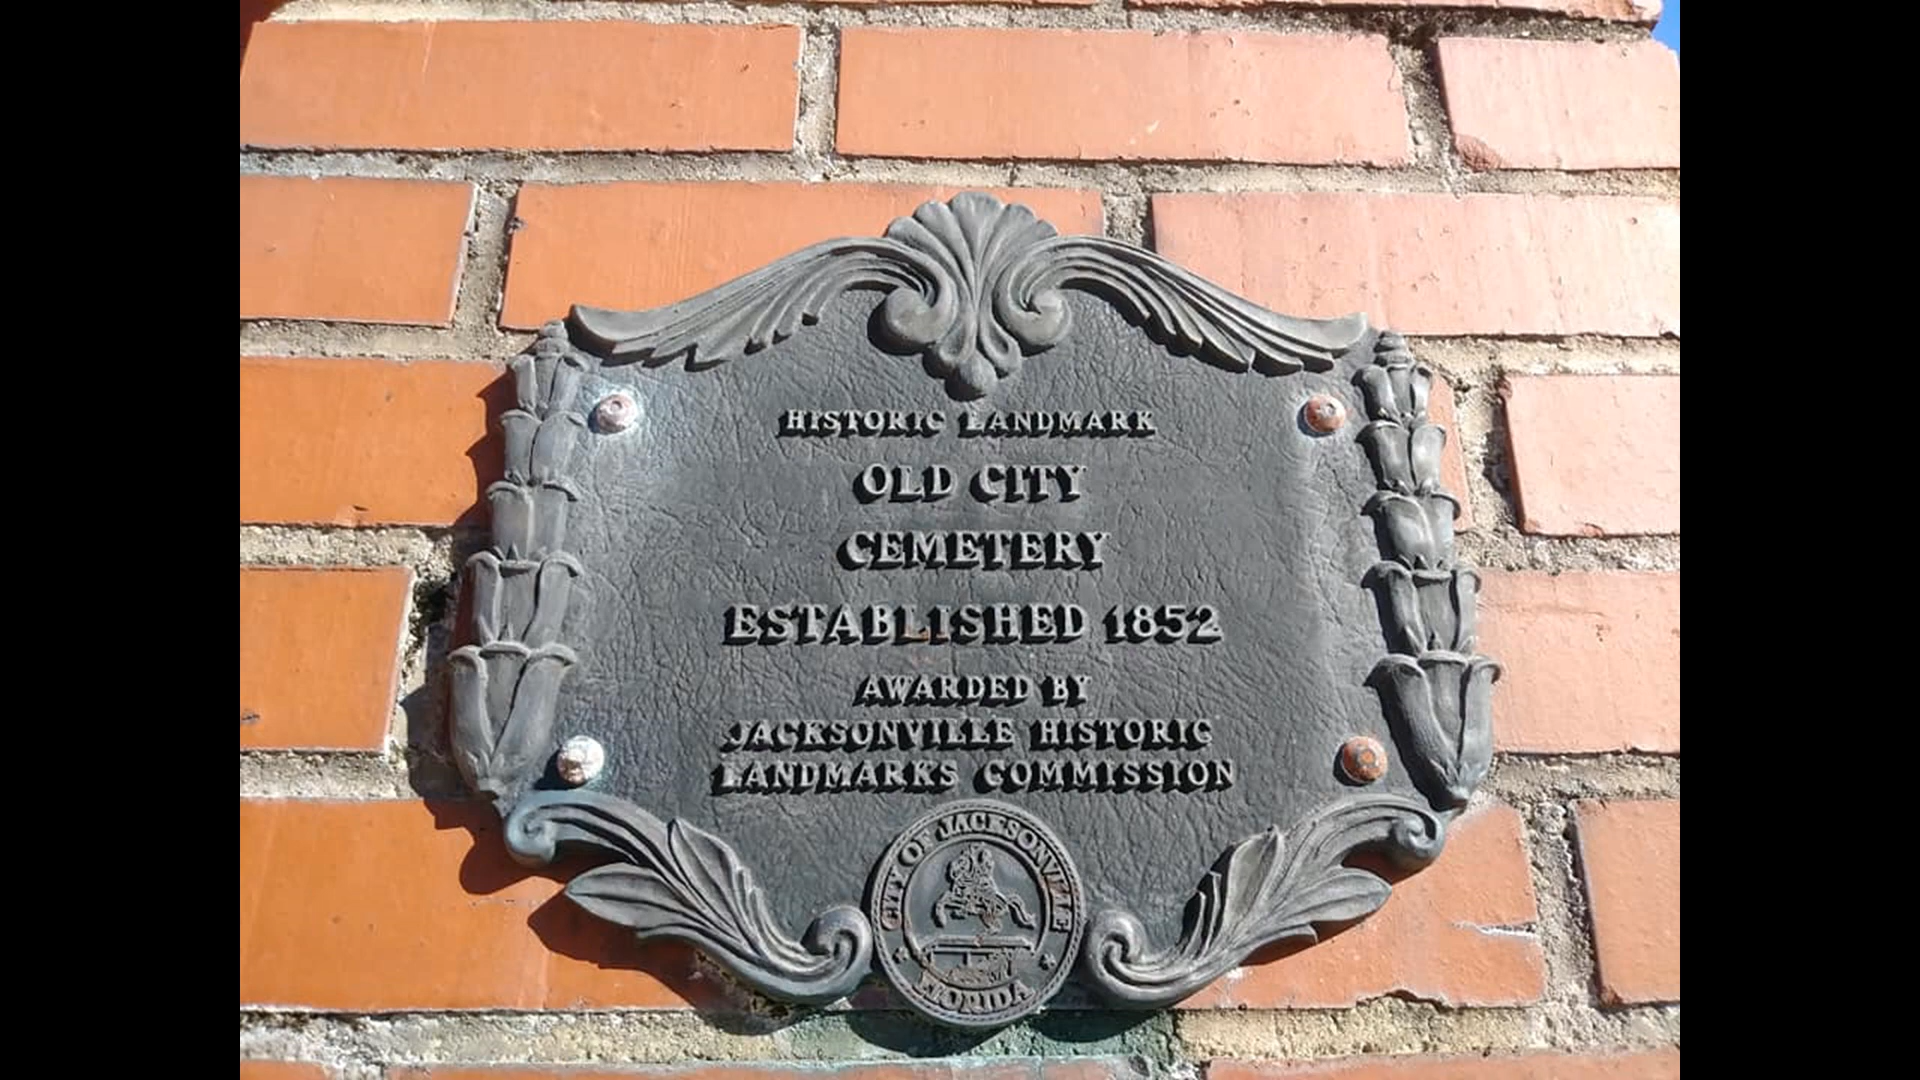 HISTORIC LANDMARK
OLD CITY
CEMETERY
ESTABLISHED 1852
AWARDED BY
JACKSONVILLE HISTORIC
LANDMARKS COMMISSION
CITY OF JACKSONVILLE
FLORIDA